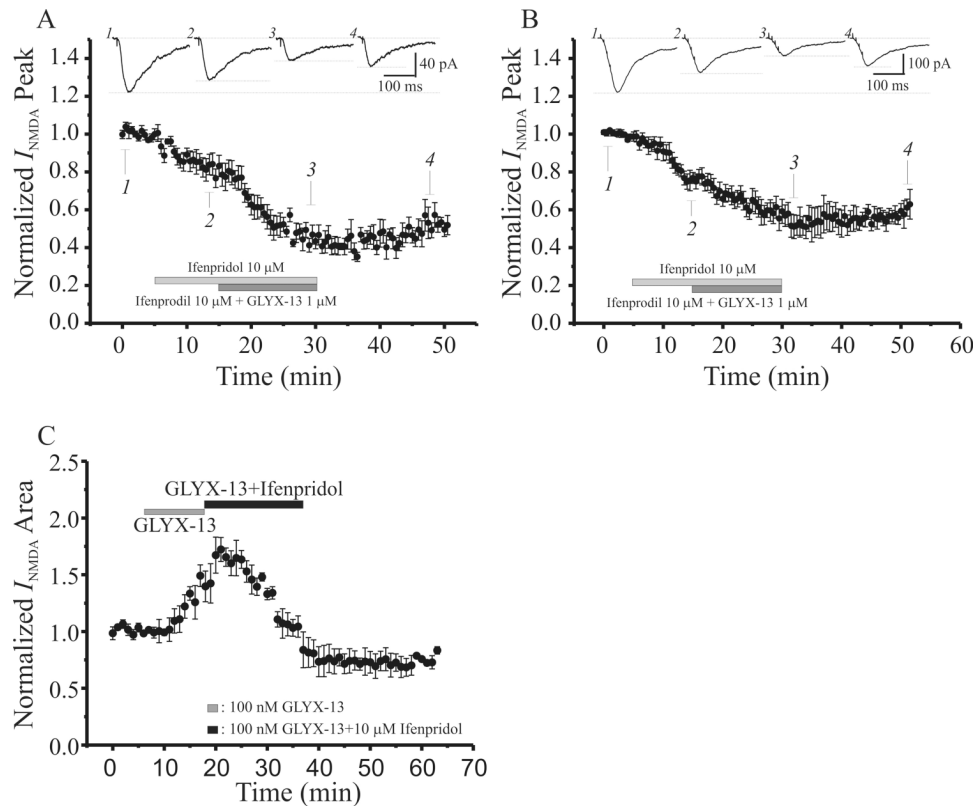 A
1 2 3 4
40 pA
100 ms
Normalized I NMDA Peak
1.4
1.2
1.0
0.8
0.6
0.4
0.2
0.0
1
2
3
4
Ifenpridol 10 μM
Ifenprodil 10 μM + GLYX-13 1 μM
0 10 20 30 40 50
Time (min)
B
1 2 3 4
100 pA
100 ms
Normalized I NMDA Peak
1.4
1.2
1.0
0.8
0.6
0.4
0.2
0.0
1
2
3
4
Ifenpridol 10 μM
Ifenprodil 10 μM + GLYX-13 1 μM
0 10 20 30 40 50 60
Time (min)
C
Normalized I NMDA Area
2.5
2.0
1.5
1.0
0.5
0.0
GLYX-13+Ifenpridol
GLYX-13
: 100 nM GLYX-13
: 100 nM GLYX-13+10 μM Ifenpridol
0 10 20 30 40 50 60 70
Time (min)